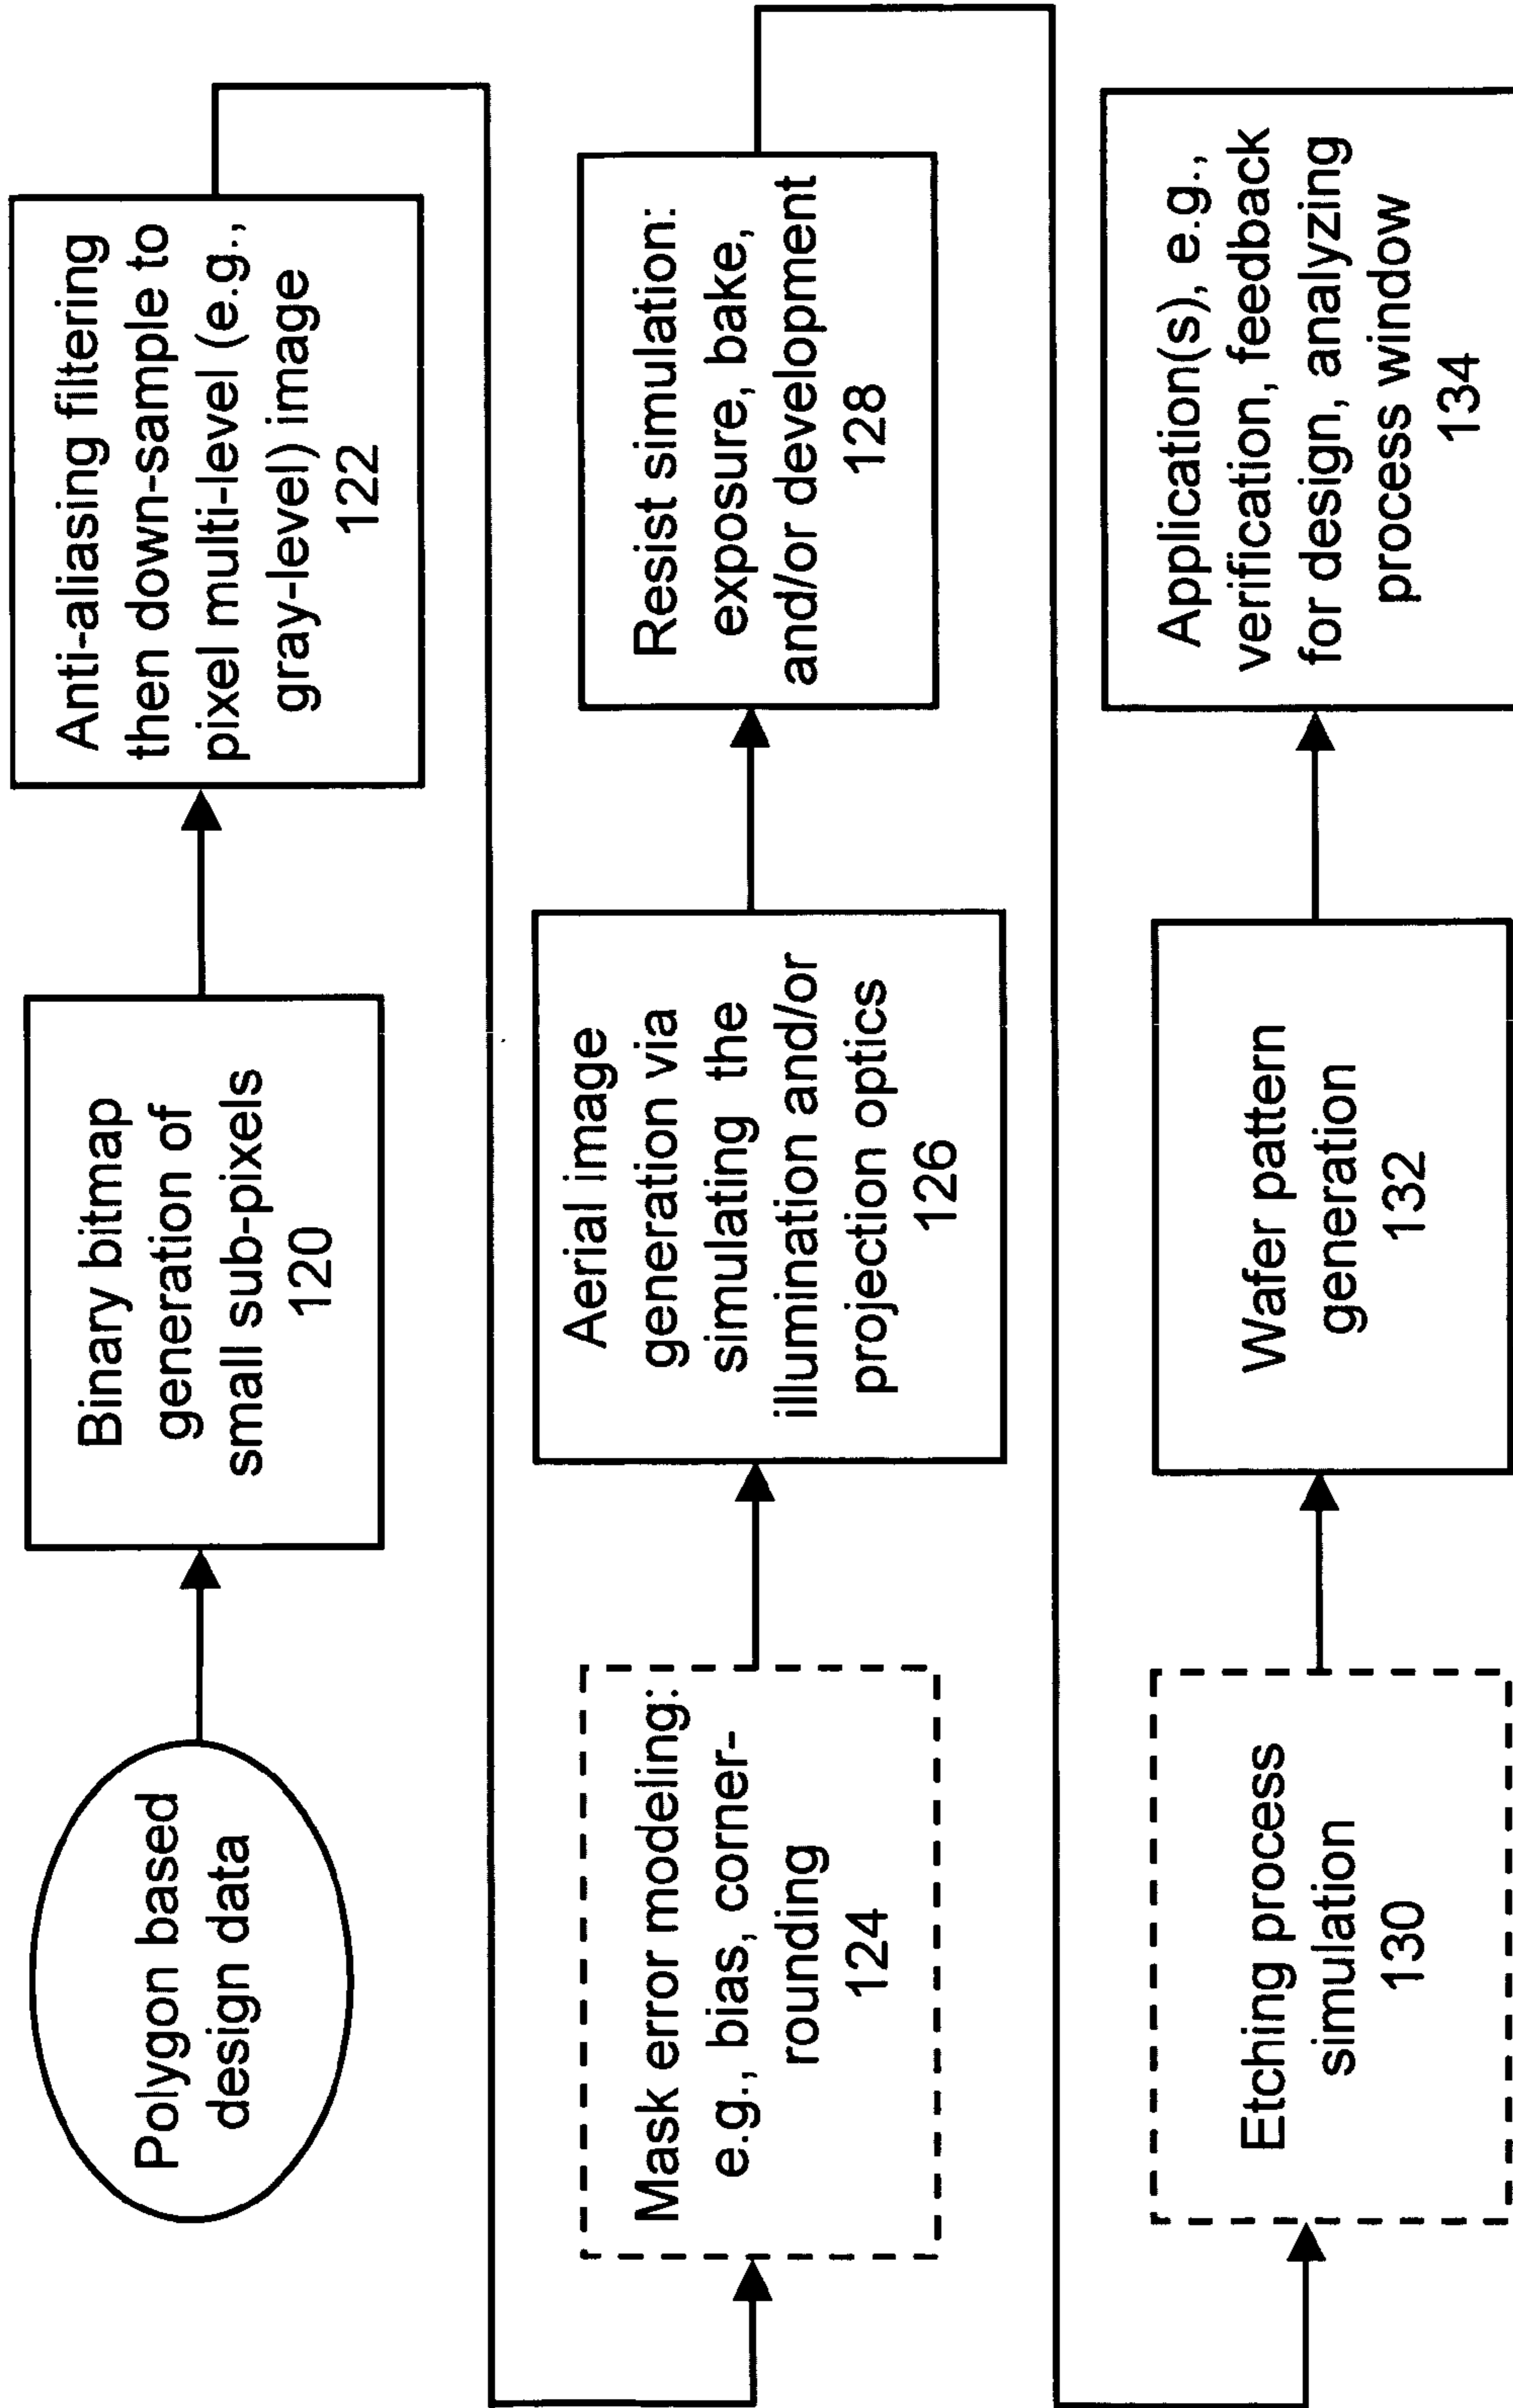 Polygon based
design data
Binary bitmap
generation of
small sub-pixels
120
Anti-aliasing filtering
then down-sample to
pixel multi-level (e.g.,
gray-level) image
122
Mask error modeling:
e.g., bias, corner-
rounding
124
Aerial image
generation via
simulating the
illumination and/or
projection optics
126
Resist simulation:
exposure, bake,
and/or development
128
Etching process
simulation
130
Wafer pattern
generation
132
Application(s), e.g.,
verification, feedback
for design, analyzing
process window
134